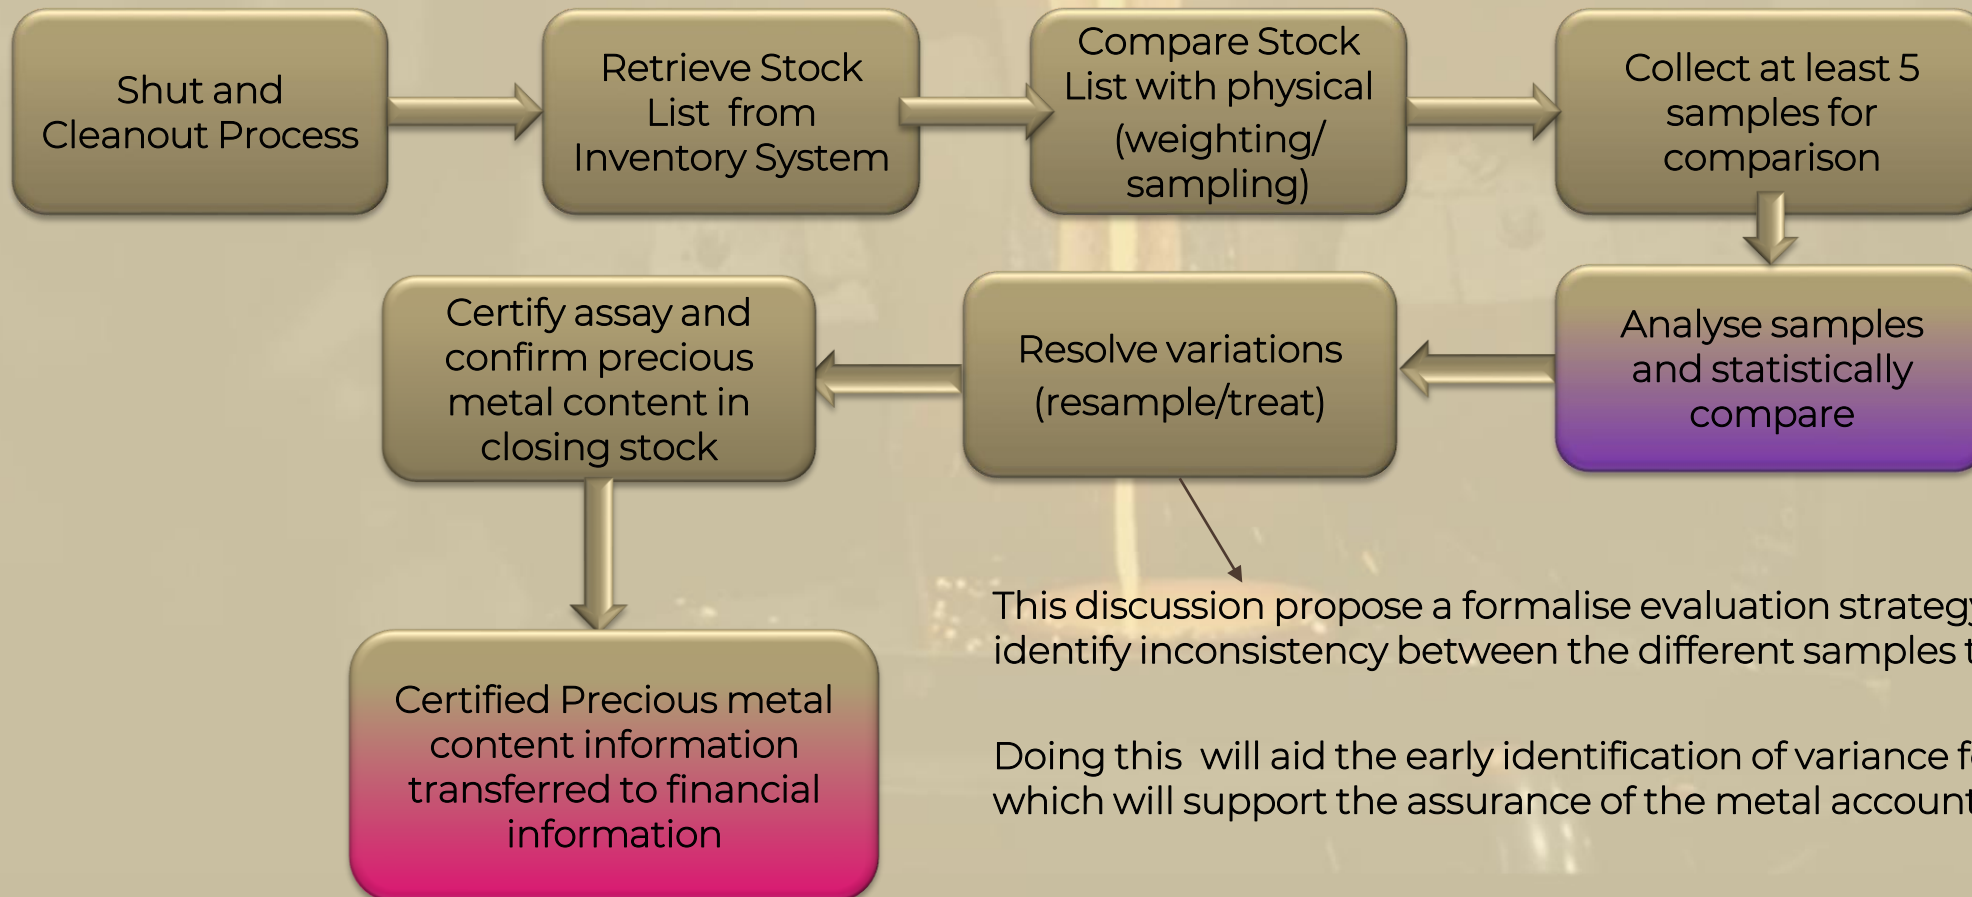 Shut and
Cleanout Process
Retrieve Stock
List from
Inventory System
Compare Stock
List with physical
(weighting/
sampling)
Collect at least 5
samples for
comparison
Analyse samples
and statistically
compare
Resolve variations
(resample/treat)
Certify assay and
confirm precious
metal content in
closing stock
Certified Precious metal
content information
transferred to financial
information
This discussion propose a formalise evaluation strategy
identify inconsistency between the different samples
Doing this will aid the early identification of variance
which will support the assurance of the metal account